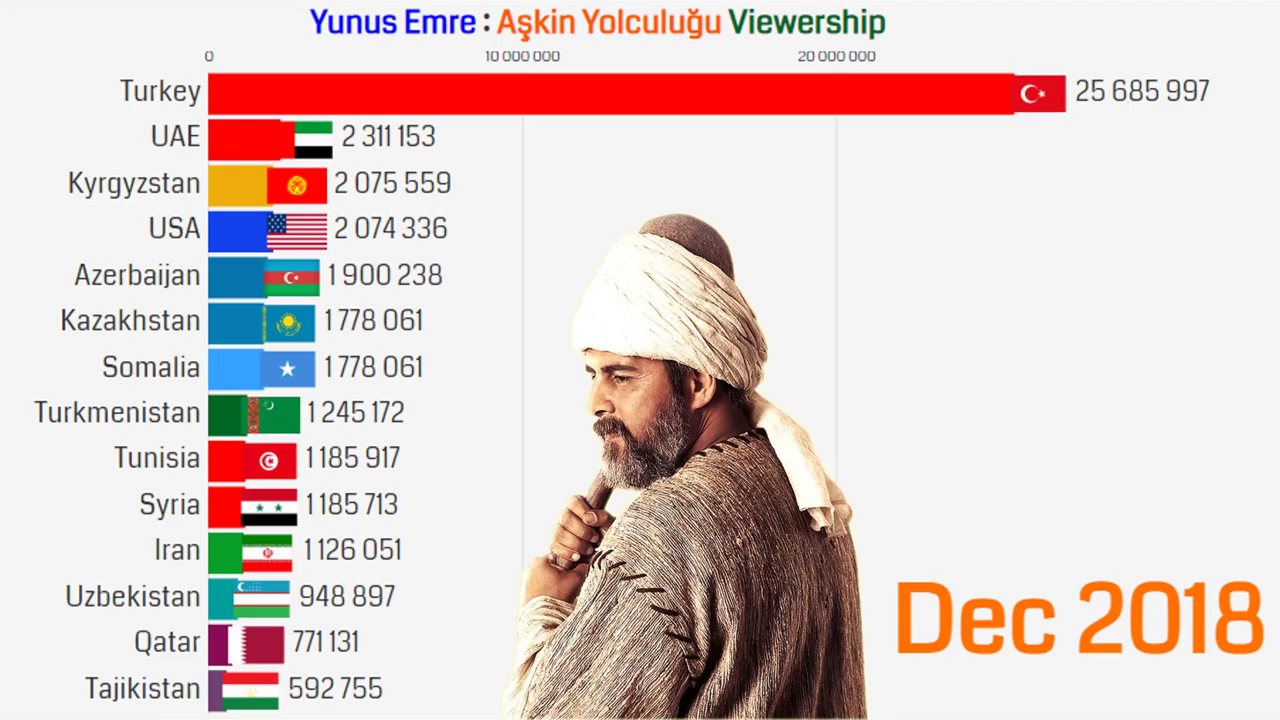 Yunus Emre : Aşkin Yolculuğu Viewership
0 10 000 000 20 000 000
Turkey 25 685 997
UAE 2 311 153
Kyrgyzstan 2 075 559
USA 2 074 336
Azerbaijan 1 900 238
Kazakhstan 1 778 061
Somalia 1 778 061
Turkmenistan 1 245 172
Tunisia 1 185 917
Syria 1 185 713
Iran 1 126 051
Uzbekistan 948 897
Qatar 771 131
Tajikistan 592 755
Dec 2018